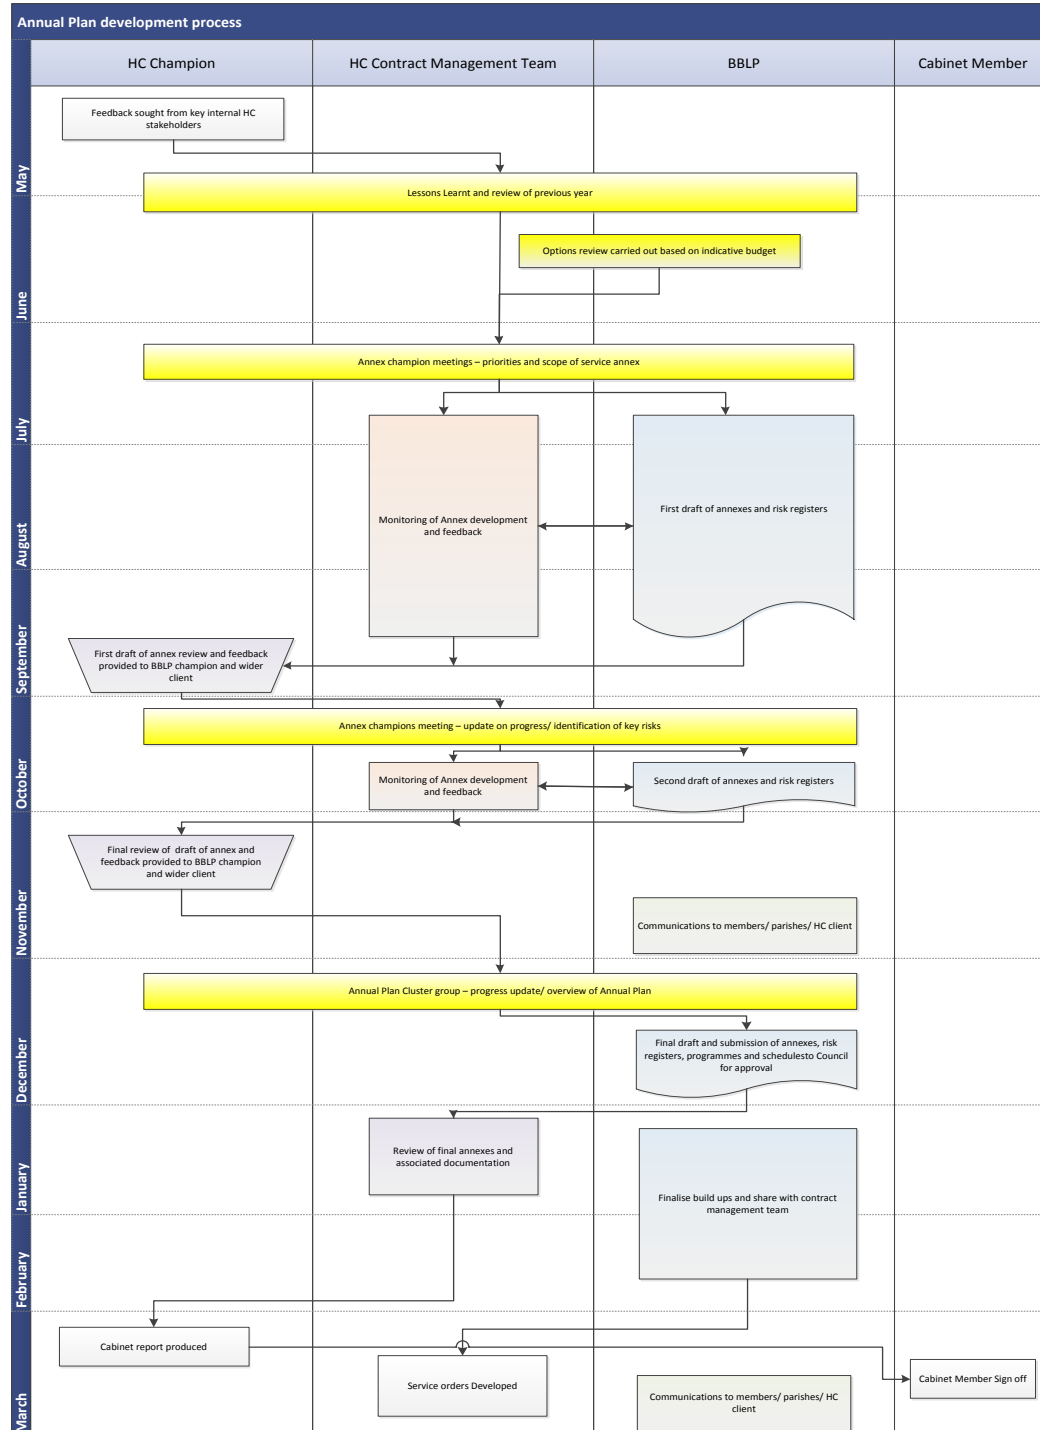 Annual Plan development process
HC Champion
HC Contract Management Team
BBLP
Cabinet Member
May
Feedback sought from key internal HC
stakeholders
Lessons Learnt and review of previous year
June
Options review carried out based on indicative budget
July
Annex champion meetings – priorities and scope of service annex
August
Monitoring of Annex development
and feedback
First draft of annexes and risk registers
September
First draft of annex review and feedback
provided to BBLP champion and wider
client
October
Annex champions meeting – update on progress/ identification of key risks
Monitoring of Annex development
and feedback
Second draft of annexes and risk registers
November
Final review of  draft of annex and
feedback provided to BBLP champion
and wider client
Communications to members/ parishes/ HC client
December
Annual Plan Cluster group – progress update/ overview of Annual Plan
Final draft and submission of annexes, risk
registers, programmes and schedulesto Council
for approval
January
Review of final annexes and
associated documentation
Finalise build ups and share with contract
management team
February
March
Cabinet report produced
Service orders Developed
Communications to members/ parishes/ HC
client
Cabinet Member Sign off